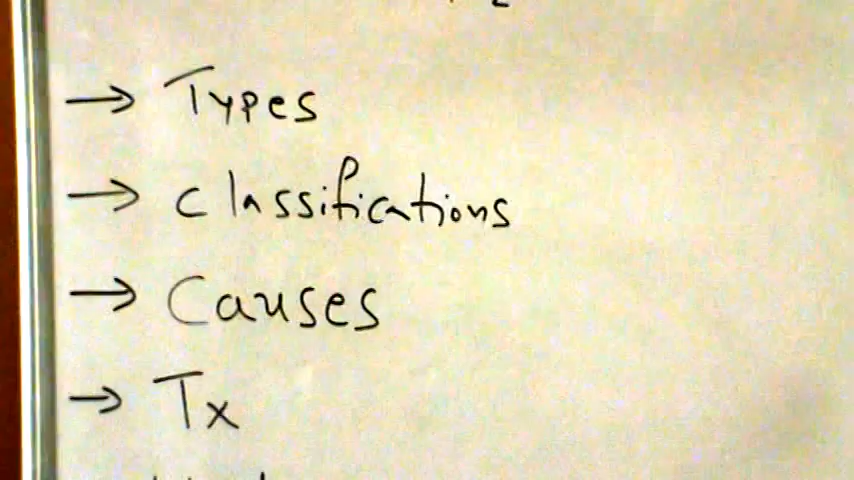 → Types
→ classifications
→ Causes
→ Tx